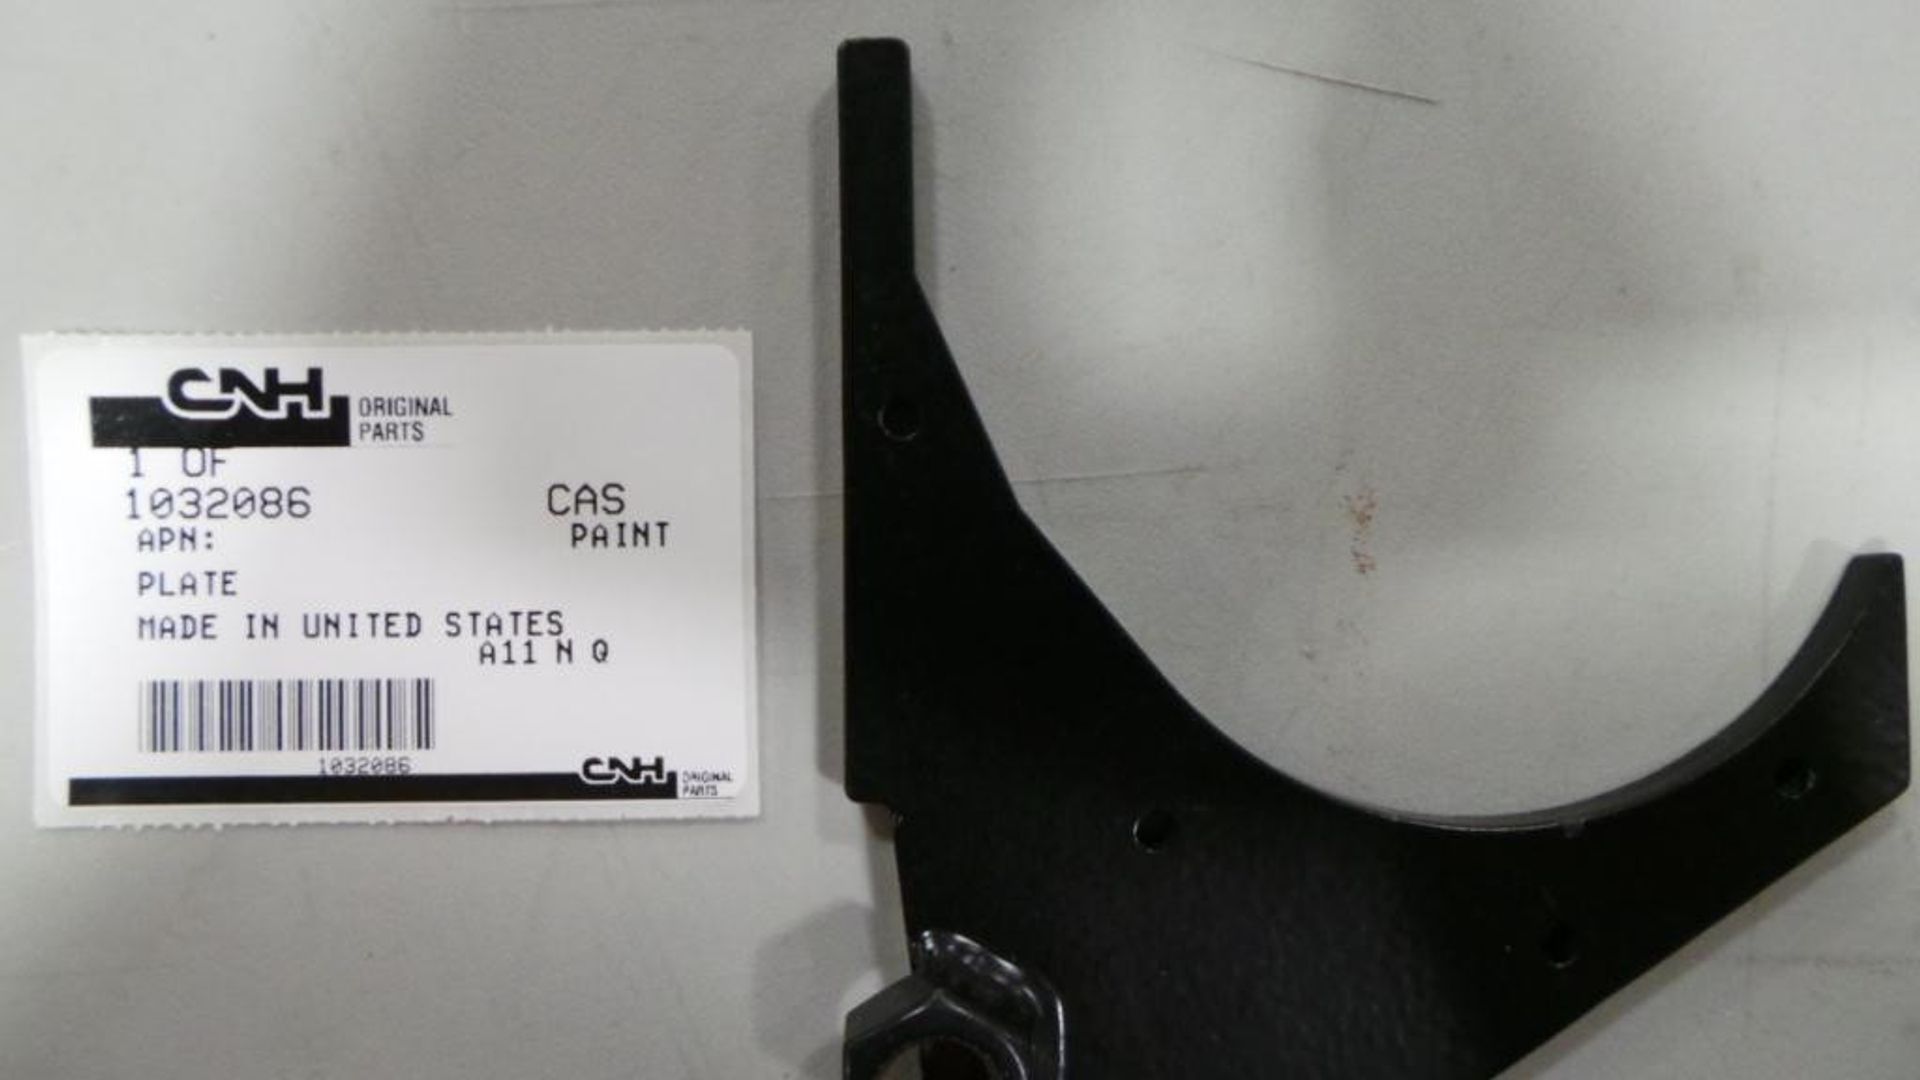 CNH ORIGINAL
PARTS
1 OF
1032086 CAS
APN: PAINT
PLATE
MADE IN UNITED STATES
A11 N Q
1032086
CNH ORIGINAL
PARTS